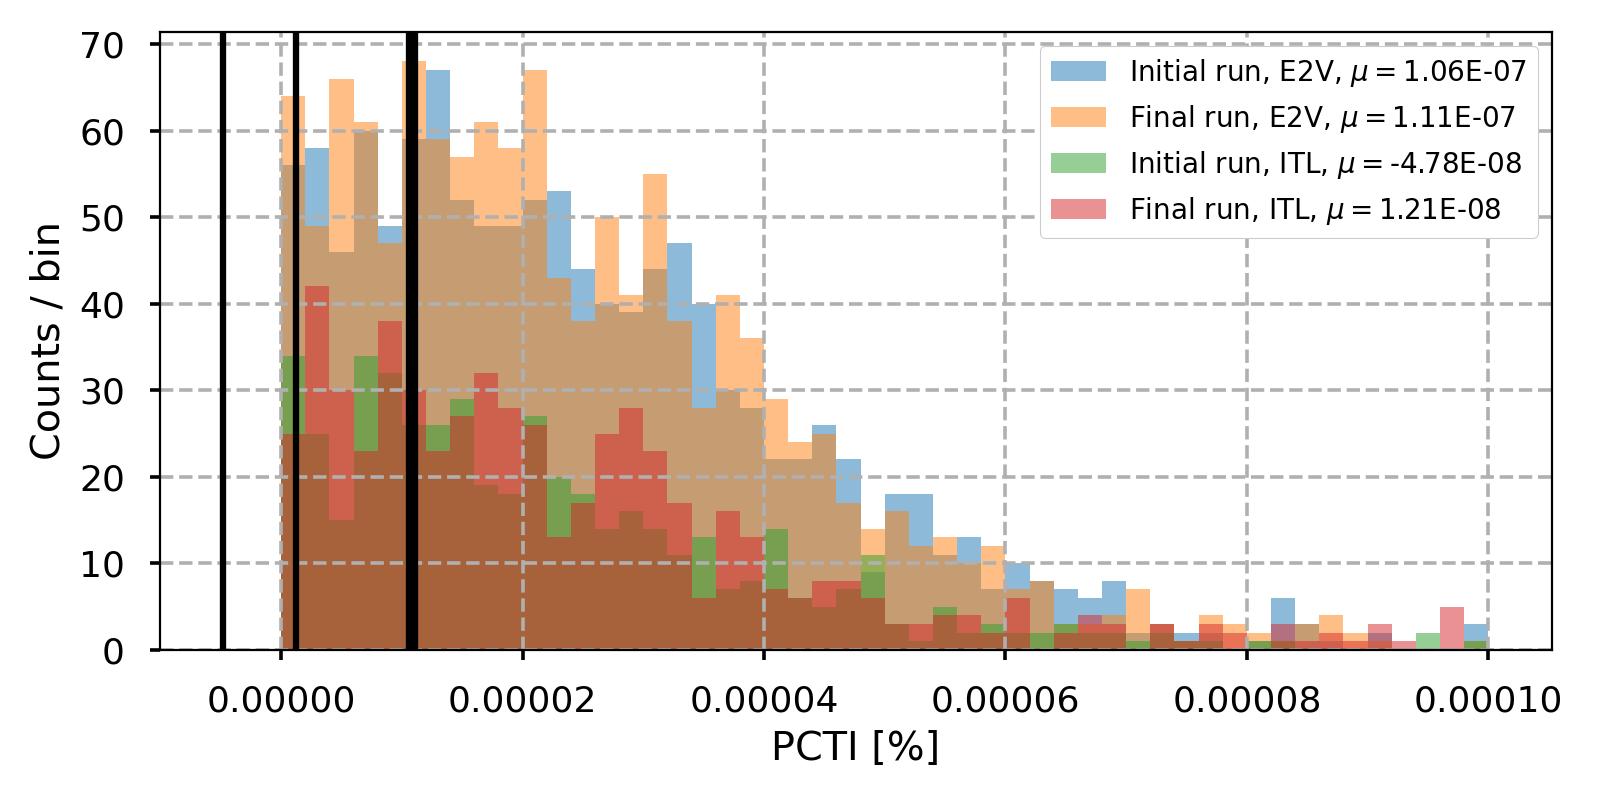 70
60
50
40
30
20
10
0
Counts / bin
Initial run, E2V, μ = 1.06E-07
Final run, E2V, μ = 1.11E-07
Initial run, ITL, μ = -4.78E-08
Final run, ITL, μ = 1.21E-08
0.00000 0.00002 0.00004 0.00006 0.00008 0.00010
PCTI [%]